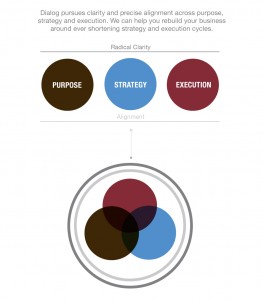 Dialog pursues clarity and precise alignment across purpose,
strategy and execution. We can help you rebuild your business
around ever shortening strategy and execution cycles.
Radical Clarity
PURPOSE
STRATEGY
EXECUTION
Alignment